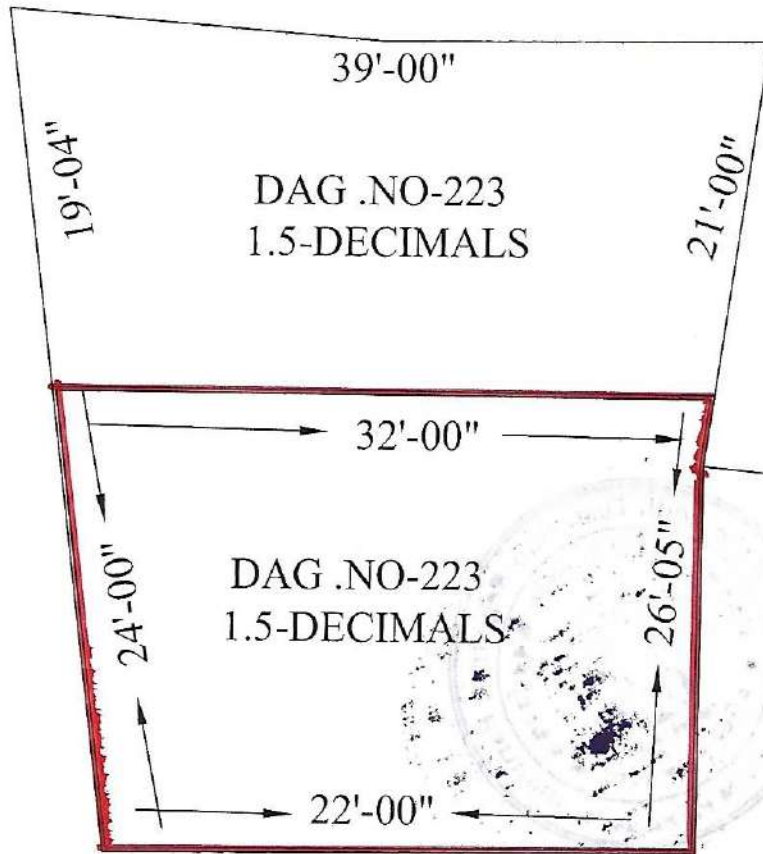 39'-00"
19'-04"
DAG .NO-223
1.5-DECIMALS
21'-00"
32'-00"
24'-00"
DAG .NO-223
1.5-DECIMALS
26'-05"
22'-00"